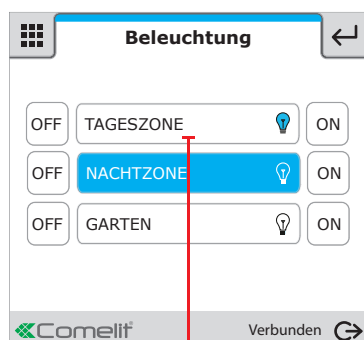 Beleuchtung
OFF TAGESZONE ON
OFF NACHTZONE ON
OFF GARTEN ON
Comelit Verbunden